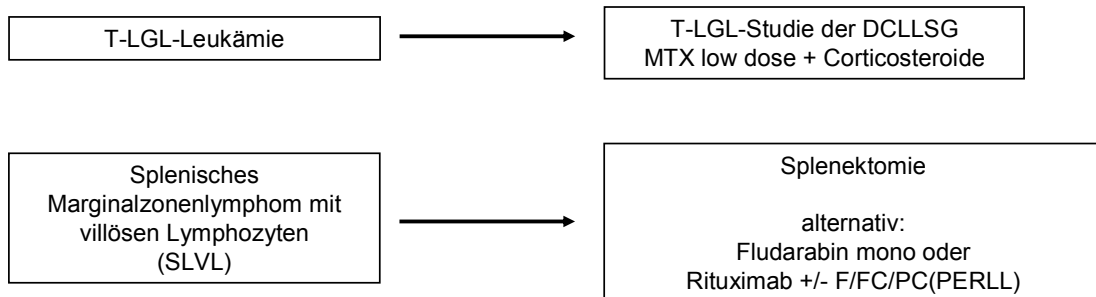 T-LGL-Leukämie
T-LGL-Studie der DCLLSG
MTX low dose + Corticosteroide
Splenisches
Marginalzonenlymphom mit
villösen Lymphozyten
(SLVL)
Splenektomie
alternativ:
Fludarabin mono oder
Rituximab +/- F/FC/PC(PERLL)